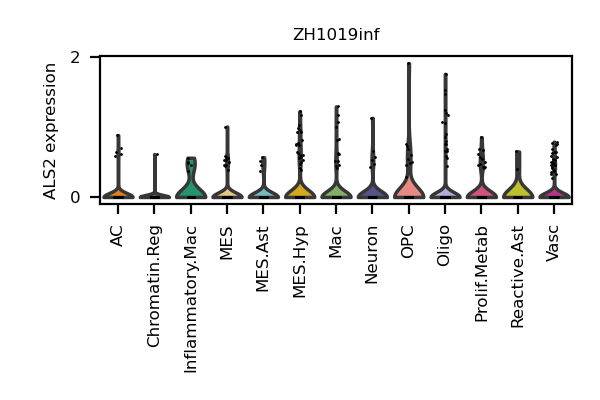 ZH1019inf
ALS2 expression
2
0
AC
Chromatin.Reg
Inflammatory.Mac
MES
MES.Ast
MES.Hyp
Mac
Neuron
OPC
Oligo
Prolif.Metab
Reactive.Ast
Vasc